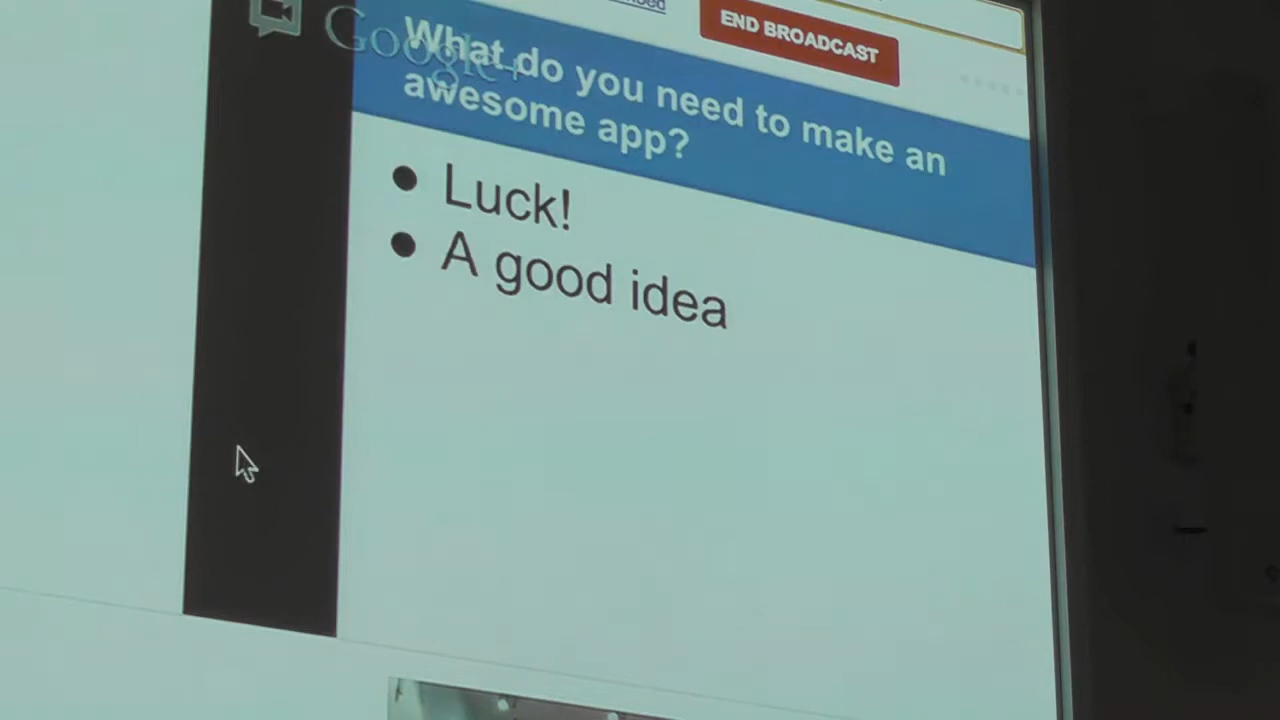 END BROADCAST
Google+
What do you need to make an
awesome app?
• Luck!
• A good idea